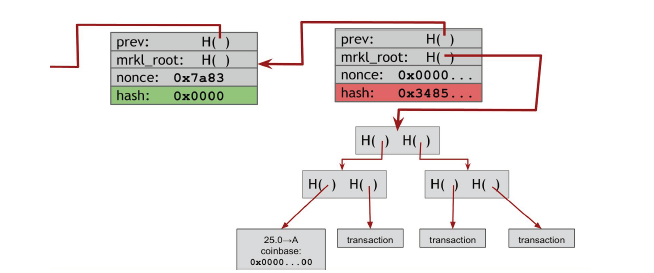 prev: H( )
mrkl_root: H( )
nonce: 0x7a83
hash: 0x0000
prev: H( )
mrkl_root: H( )
nonce: 0x0000...
hash: 0x3485...
H( ) H( )
H( ) H( )
H( ) H( )
25.0→A
coinbase:
0x0000...00
transaction
transaction
transaction